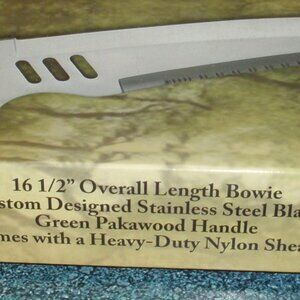 16 1/2” Overall Length Bowie
stom Designed Stainless Steel Bla
Green Pakawood Handle
mes with a Heavy-Duty Nylon Shea